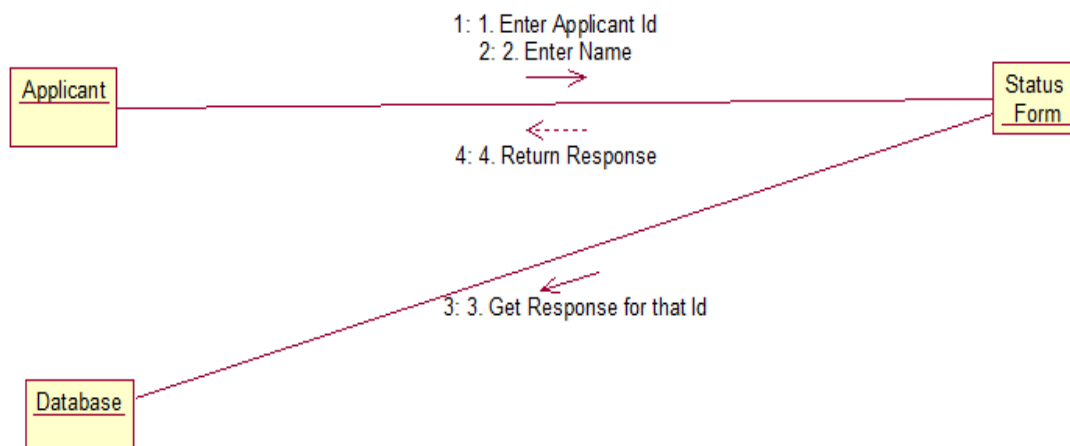 1: 1. Enter Applicant Id
2: 2. Enter Name
Applicant
Status
Form
4: 4. Return Response
3: 3. Get Response for that Id
Database